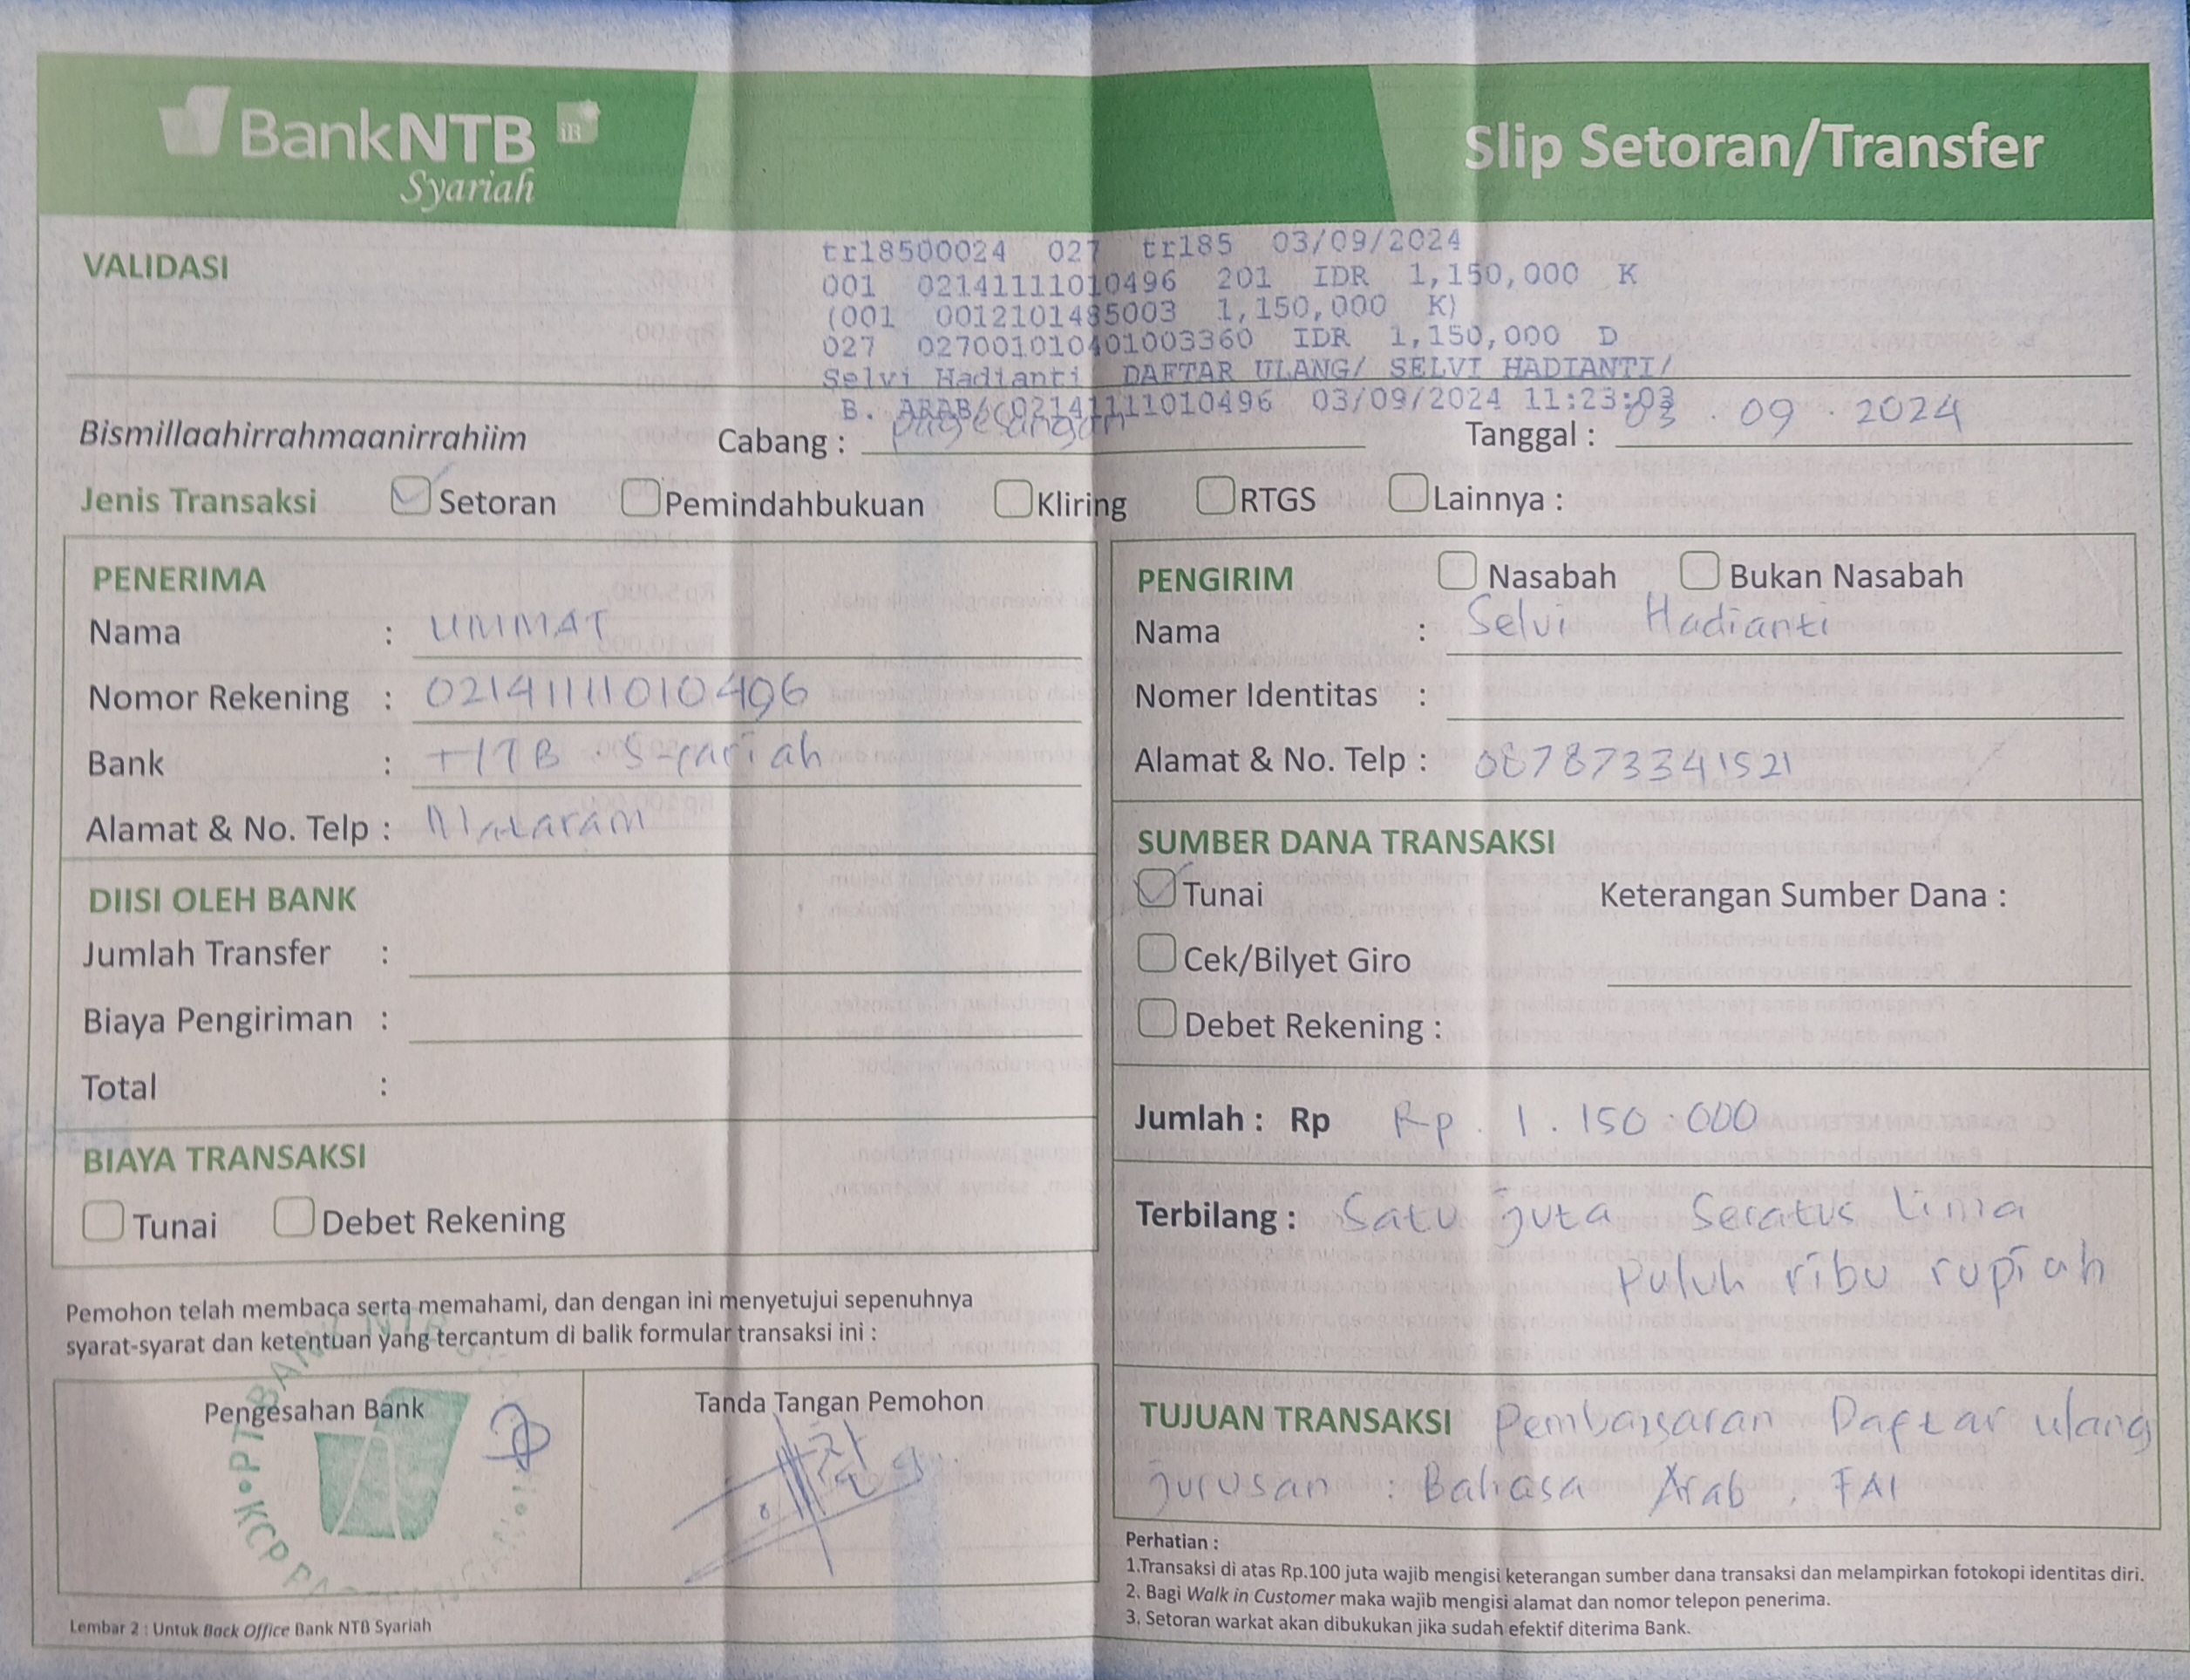 BankNTB iB
Syariah
Slip Setoran/Transfer
VALIDASI
tr18500024 027 tr185 03/09/2024
001 02141111010496 201 IDR 1,150,000 K
(001 0012101485003 1,150,000 K)
027 027001010401003360 IDR 1,150,000 D
Selvi Hadianti DAFTAR ULANG/ SELVI HADIANTI/
B. ARAB/(02141111010496 03/09/2024 11:23:03
Bismillaahirrahmaanirrahiim Cabang : pagesangan Tanggal : 03 . 09 . 2024
Jenis Transaksi Setoran Pemindahbukuan Kliring RTGS Lainnya :
PENERIMA
Nama : UMMAT
Nomor Rekening : 02141111010496
Bank : NTB . Syariah
Alamat & No. Telp : Mataram
DIISI OLEH BANK
Jumlah Transfer :
Biaya Pengiriman :
Total :
BIAYA TRANSAKSI
Tunai Debet Rekening
Pemohon telah membaca serta memahami, dan dengan ini menyetujui sepenuhnya
syarat-syarat dan ketentuan yang tercantum di balik formular transaksi ini :
Pengesahan Bank
Tanda Tangan Pemohon
Lembar 2 : Untuk Back Office Bank NTB Syariah
PENGIRIM Nasabah Bukan Nasabah
Nama : Selvi Hadianti
Nomer Identitas :
Alamat & No. Telp : 087873341521
SUMBER DANA TRANSAKSI
Tunai Keterangan Sumber Dana :
Cek/Bilyet Giro
Debet Rekening :
Jumlah : Rp Rp . 1 . 150 . 000
Terbilang : Satu juta Seratus lima
Puluh ribu rupiah
TUJUAN TRANSAKSI Pembayaran Daftar ulang
jurusan : Bahasa Arab . FAI
Perhatian :
1.Transaksi di atas Rp.100 juta wajib mengisi keterangan sumber dana transaksi dan melampirkan fotokopi identitas diri.
2. Bagi Walk in Customer maka wajib mengisi alamat dan nomor telepon penerima.
3. Setoran warkat akan dibukukan jika sudah efektif diterima Bank.